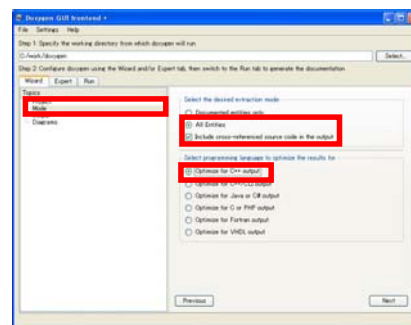 Doxygen GUI frontend +
File Settings Help
Step 1: Specify the working directory from which doxygen will run
C:/work/doxygen
Select...
Step 2: Configure doxygen using the Wizard and/or Expert tab, then switch to the Run tab to generate the documentation
Wizard Expert Run
Topics
Mode
Diagrams
Select the desired extraction mode
Documented entities only
All Entities
Include cross-referenced source code in the output
Select programming language to optimize the results for
Optimize for C++ output
Optimize for C++/CLI output
Optimize for Java or C# output
Optimize for C or PHP output
Optimize for Fortran output
Optimize for VHDL output
Previous
Next